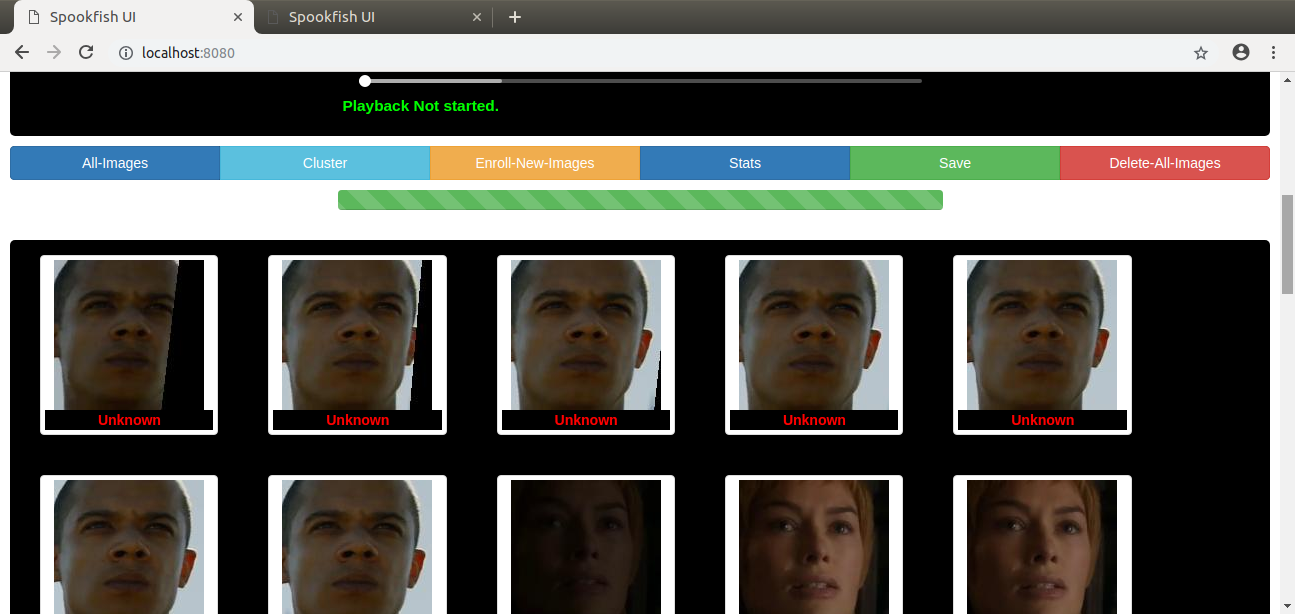 Spookfish UI
Spookfish UI
localhost:8080
Playback Not started.
All-Images
Cluster
Enroll-New-Images
Stats
Save
Delete-All-Images
Unknown
Unknown
Unknown
Unknown
Unknown